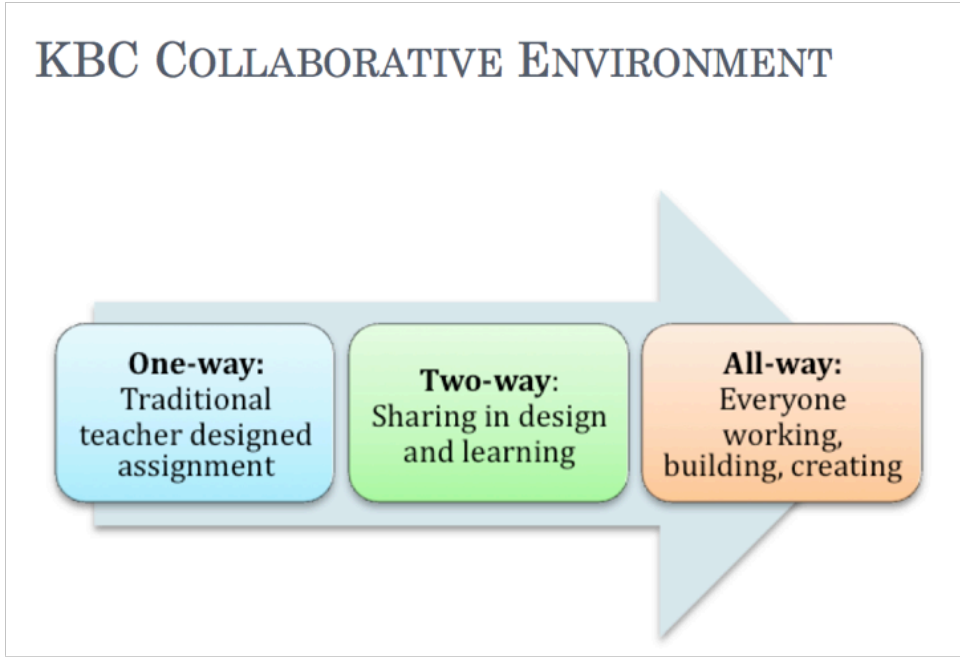 KBC COLLABORATIVE ENVIRONMENT
One-way:
Traditional
teacher designed
assignment
Two-way:
Sharing in design
and learning
All-way:
Everyone
working,
building, creating